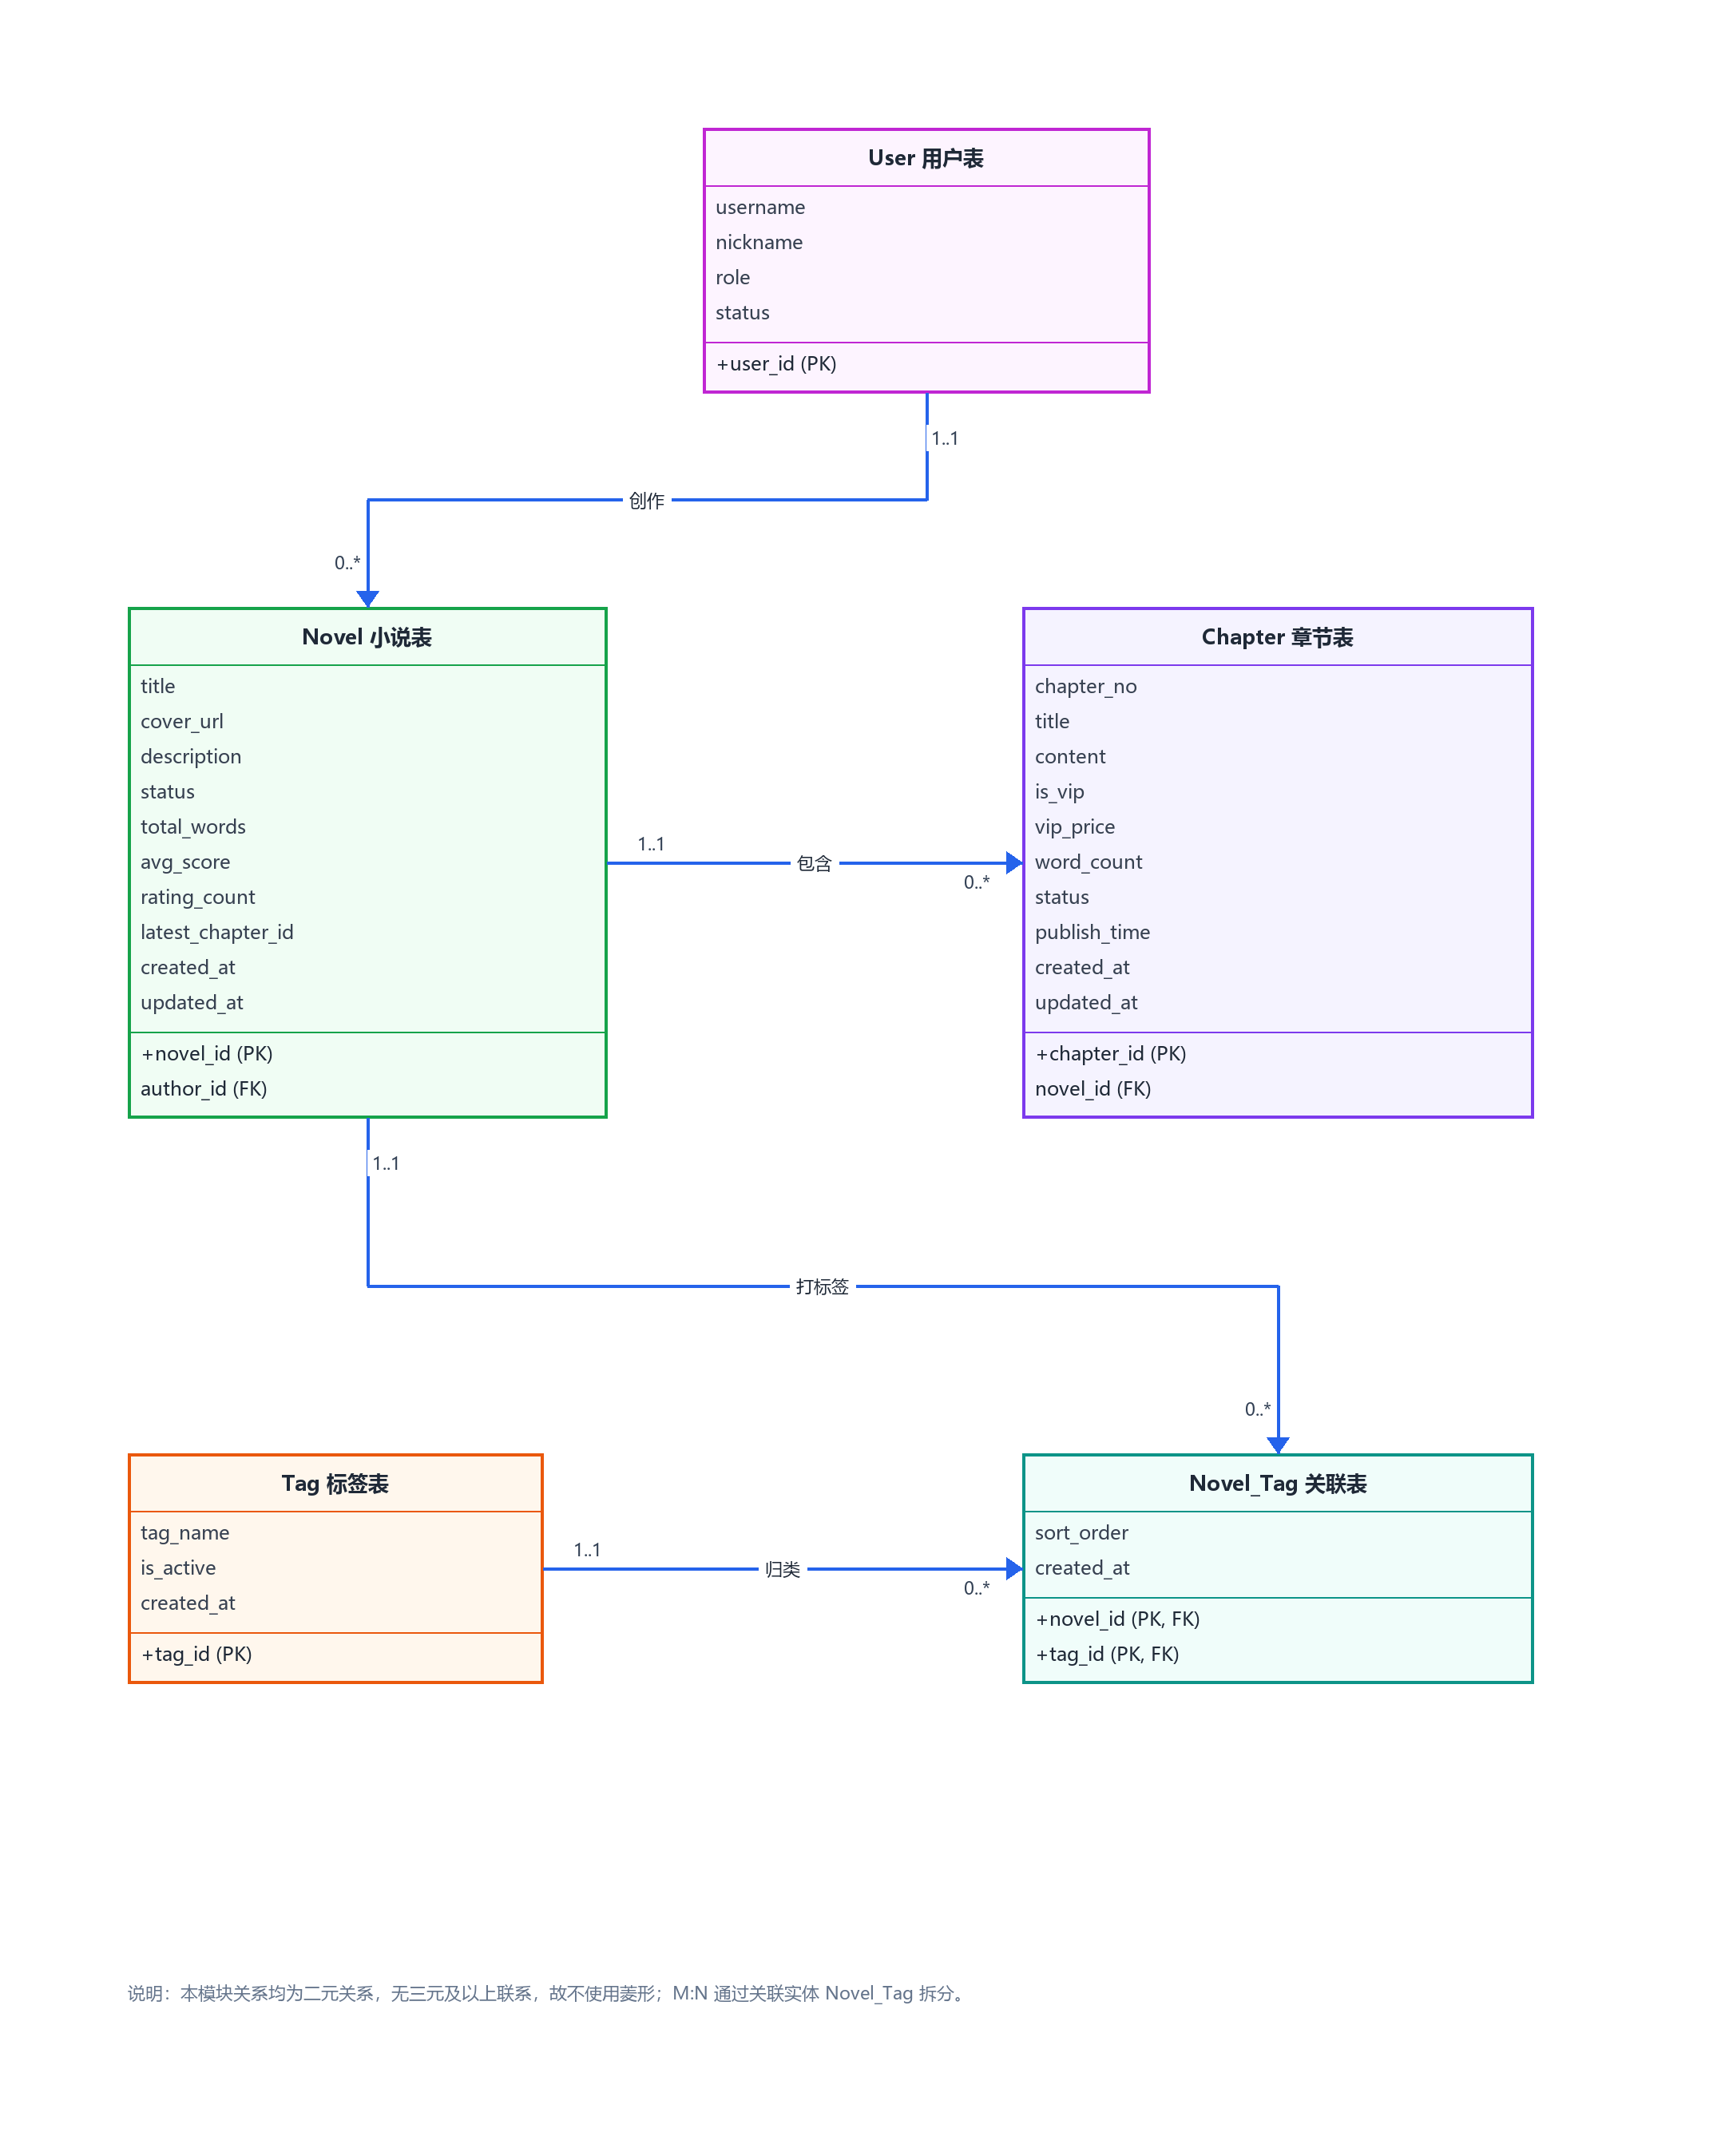 User 用户表
username
nickname
role
status
+user_id (PK)
1..1
创作
0..*
Novel 小说表
title
cover_url
description
status
total_words
avg_score
rating_count
latest_chapter_id
created_at
updated_at
+novel_id (PK)
author_id (FK)
1..1
包含
0..*
Chapter 章节表
chapter_no
title
content
is_vip
vip_price
word_count
status
publish_time
created_at
updated_at
+chapter_id (PK)
novel_id (FK)
1..1
打标签
0..*
Tag 标签表
tag_name
is_active
created_at
+tag_id (PK)
1..1
归类
0..*
Novel_Tag 关联表
sort_order
created_at
+novel_id (PK, FK)
+tag_id (PK, FK)
说明：本模块关系均为二元关系，无三元及以上联系，故不使用菱形；M:N 通过关联实体 Novel_Tag 拆分。